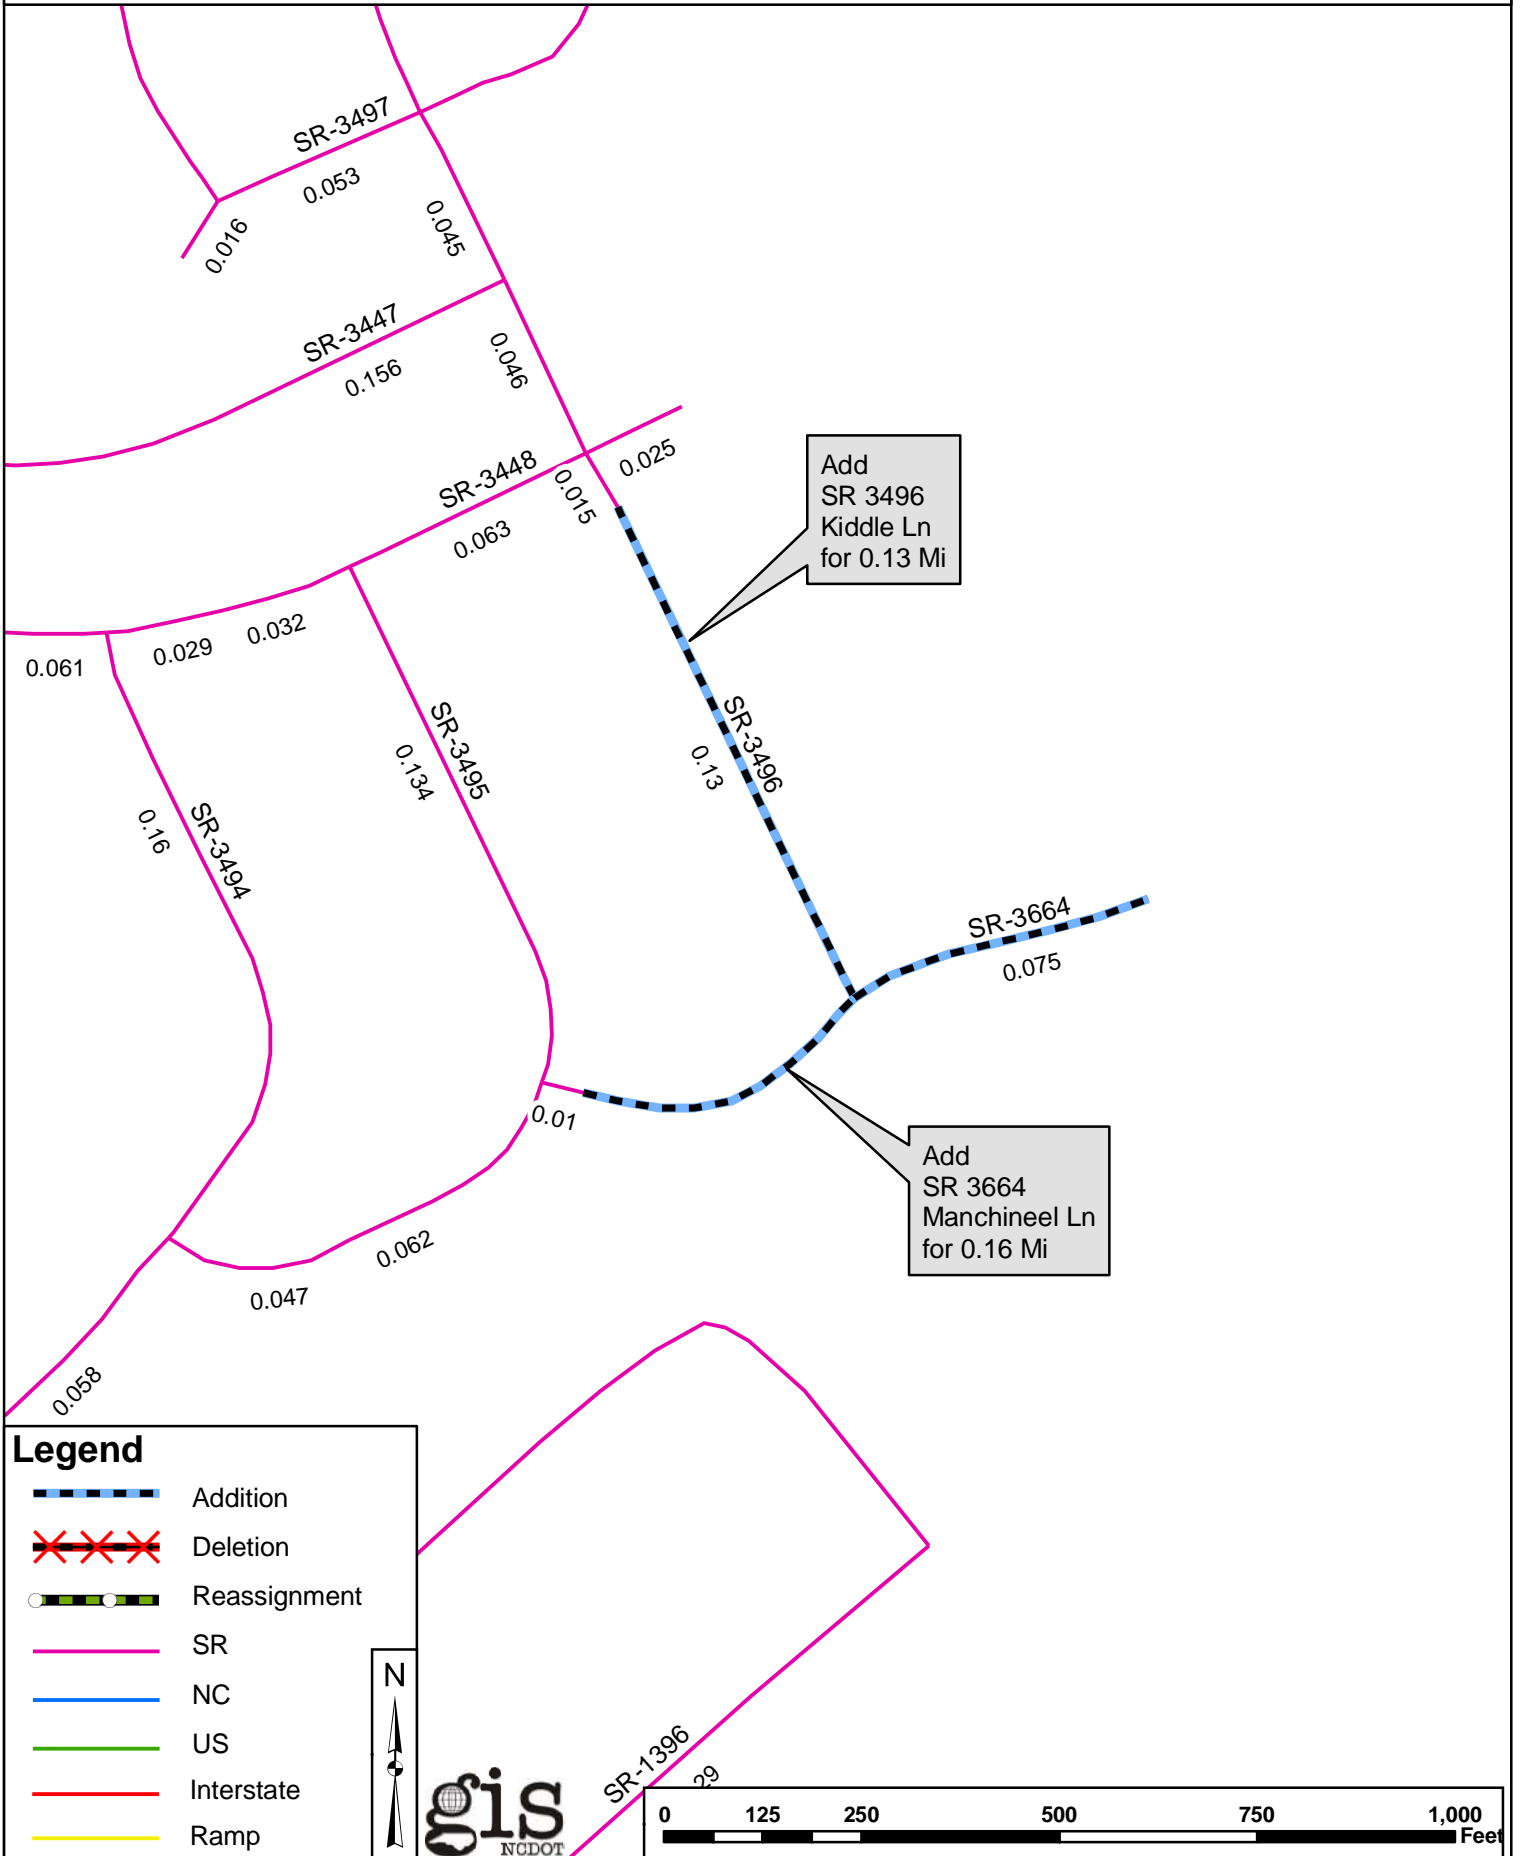 SR-3497
0.053
0.016
0.045
SR-3447
0.156
0.046
SR-3448
0.063
0.015
0.025
Add
SR 3496
Kiddle Ln
for 0.13 Mi
0.061
0.029
0.032
SR-3495
0.134
SR-3496
0.13
SR-3494
0.16
SR-3664
0.075
0.01
Add
SR 3664
Manchineel Ln
for 0.16 Mi
0.062
0.047
0.058
Legend
Addition
Deletion
Reassignment
SR
NC
US
Interstate
Ramp
N
gis
NCDOT
SR-1396
29
0 125 250 500 750 1,000
Feet